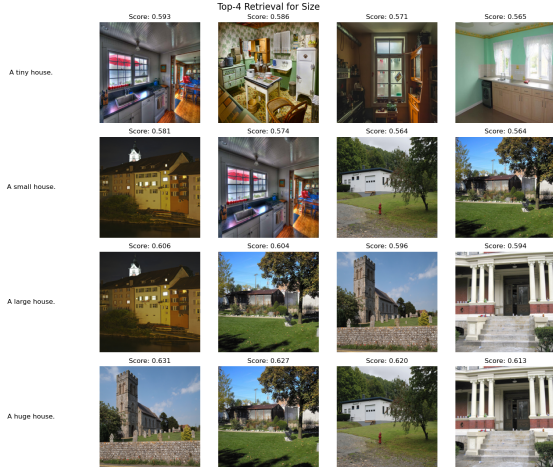 Top-4 Retrieval for Size
Score: 0.593 Score: 0.586 Score: 0.571 Score: 0.565
A tiny house.
Score: 0.581 Score: 0.574 Score: 0.564 Score: 0.564
A small house.
Score: 0.606 Score: 0.604 Score: 0.596 Score: 0.594
A large house.
Score: 0.631 Score: 0.627 Score: 0.620 Score: 0.613
A huge house.